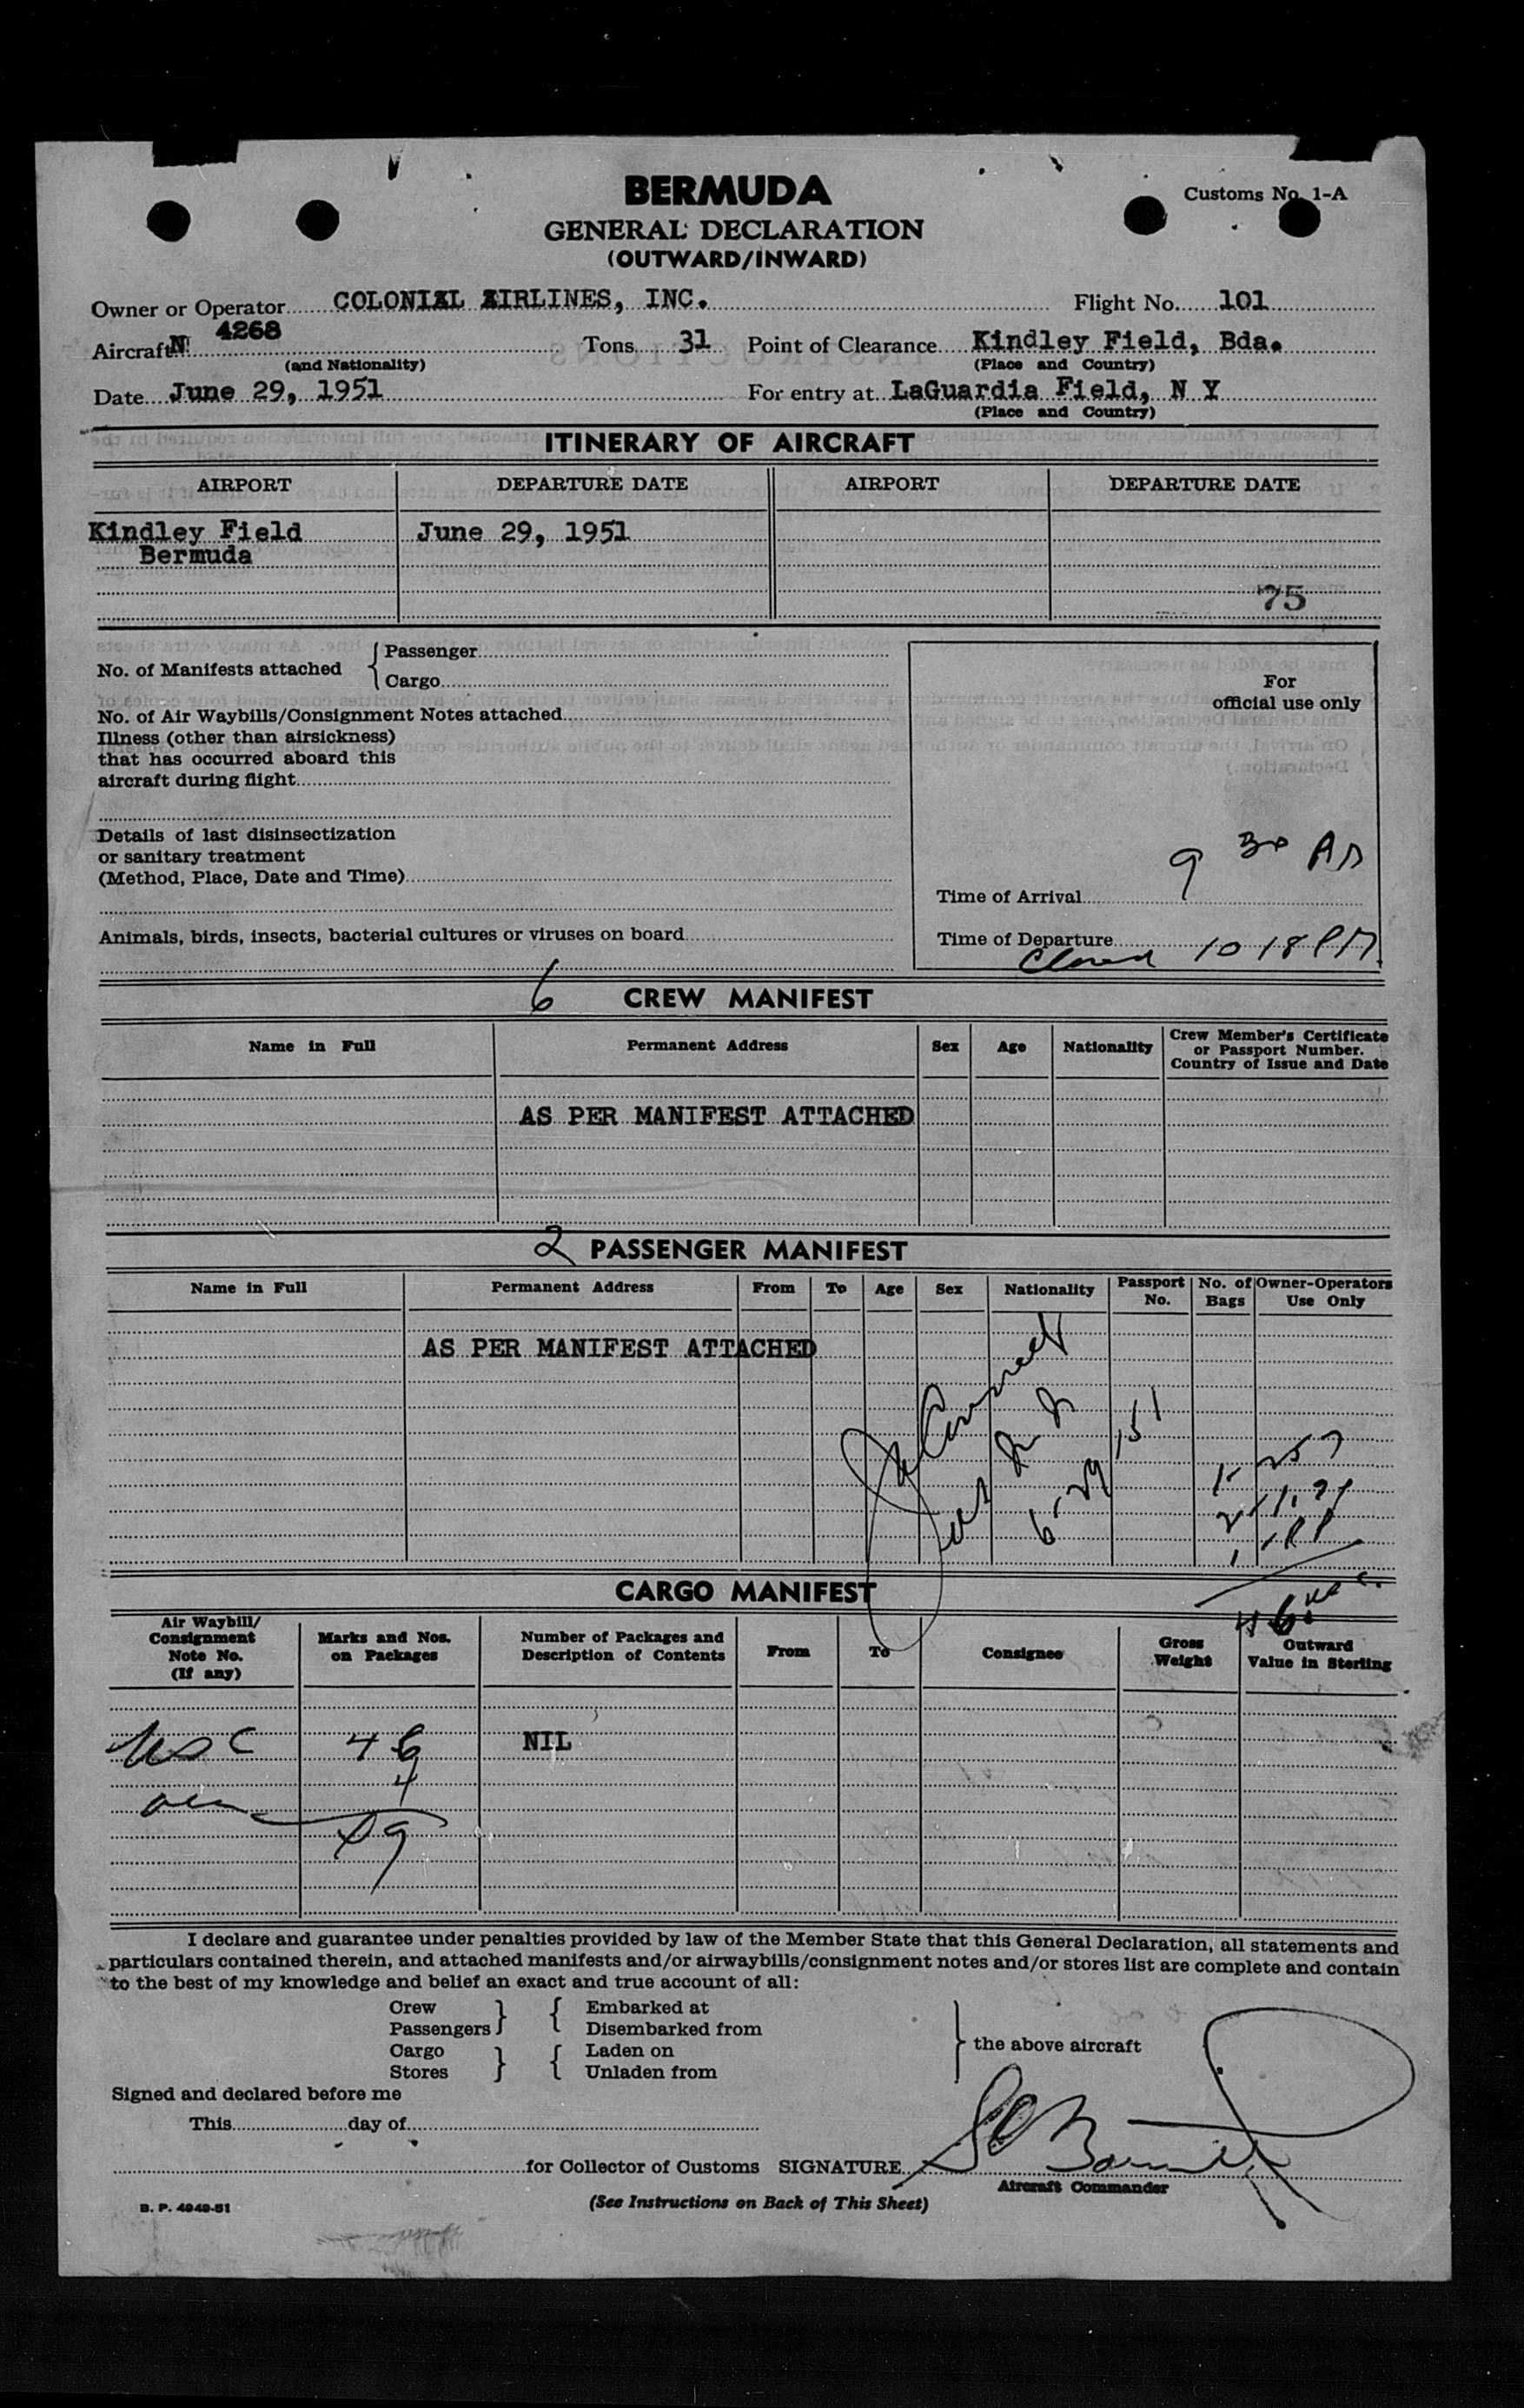 BERMUDA
Customs No. 1-A
GENERAL DECLARATION
(OUTWARD/INWARD)
Owner or Operator COLONIAL AIRLINES, INC. Flight No. 101
Aircraft N 4268 Tons 31 Point of Clearance Kindley Field, Bda.
(and Nationality) (Place and Country)
Date June 29, 1951 For entry at LaGuardia Field, N Y
(Place and Country)
ITINERARY OF AIRCRAFT
AIRPORT DEPARTURE DATE AIRPORT DEPARTURE DATE
Kindley Field June 29, 1951
Bermuda
75
No. of Manifests attached { Passenger
Cargo
For
official use only
No. of Air Waybills/Consignment Notes attached
Illness (other than airsickness)
that has occurred aboard this
aircraft during flight
Details of last disinsectization
or sanitary treatment
(Method, Place, Date and Time)
Time of Arrival 9 30 AM
Animals, birds, insects, bacterial cultures or viruses on board
Time of Departure 10 18 PM
Closed
6 CREW MANIFEST
Name in Full Permanent Address Sex Age Nationality Crew Member's Certificate
or Passport Number.
Country of Issue and Date
AS PER MANIFEST ATTACHED
2 PASSENGER MANIFEST
Name in Full Permanent Address From To Age Sex Nationality Passport No. No. of Bags Owner-Operators Use Only
AS PER MANIFEST ATTACHED
6-29,51
CARGO MANIFEST
46
Air Waybill/
Consignment
Note No.
(If any)
Marks and Nos.
on Packages
Number of Packages and
Description of Contents
From To Consignee
Gross
Weight
Outward
Value in Sterling
USC 46 NIL
4
I declare and guarantee under penalties provided by law of the Member State that this General Declaration, all statements and
particulars contained therein, and attached manifests and/or airwaybills/consignment notes and/or stores list are complete and contain
to the best of my knowledge and belief an exact and true account of all:
Crew } { Embarked at
Passengers Disembarked from
} the above aircraft
Cargo } { Laden on
Stores Unladen from
Signed and declared before me
This day of
for Collector of Customs SIGNATURE
Aircraft Commander
B. P. 4949-51
(See Instructions on Back of This Sheet)